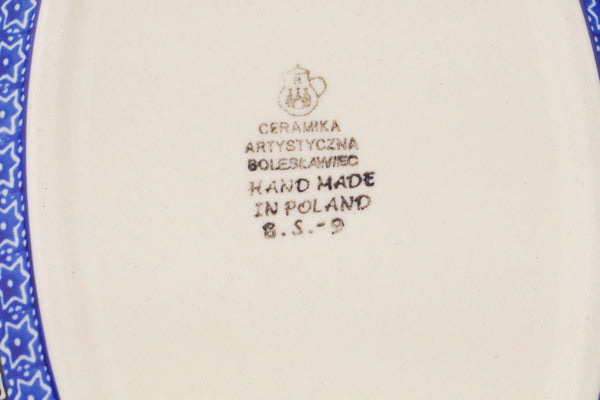 CERAMIKA
ARTYSTYCZNA
BOLESŁAWIEC
HAND MADE
IN POLAND
B.S.-9